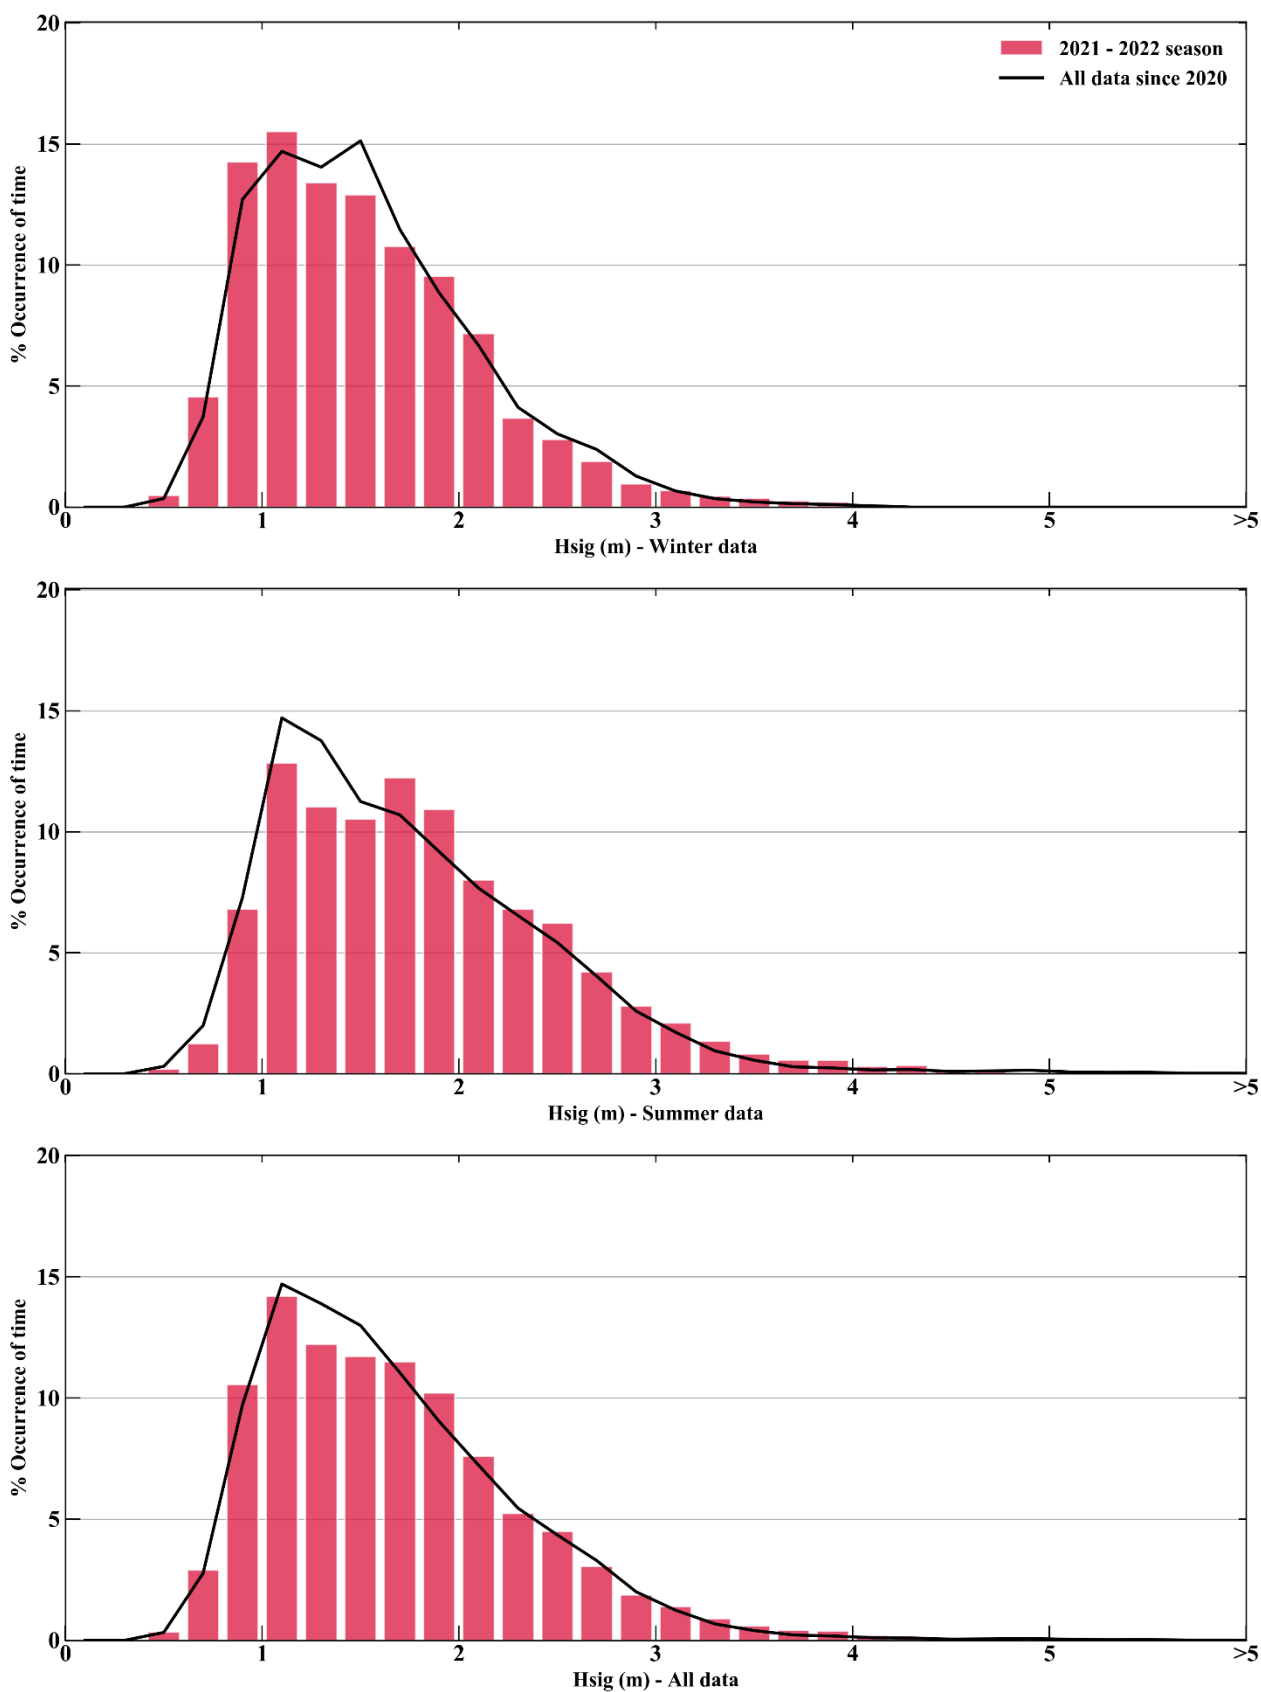 20
2021 - 2022 season
All data since 2020
15
10
5
0
% Occurrence of time
0 1 2 3 4 5 >5
Hsig (m) - Winter data
20
15
10
5
0
% Occurrence of time
0 1 2 3 4 5 >5
Hsig (m) - Summer data
20
15
10
5
0
% Occurrence of time
0 1 2 3 4 5 >5
Hsig (m) - All data